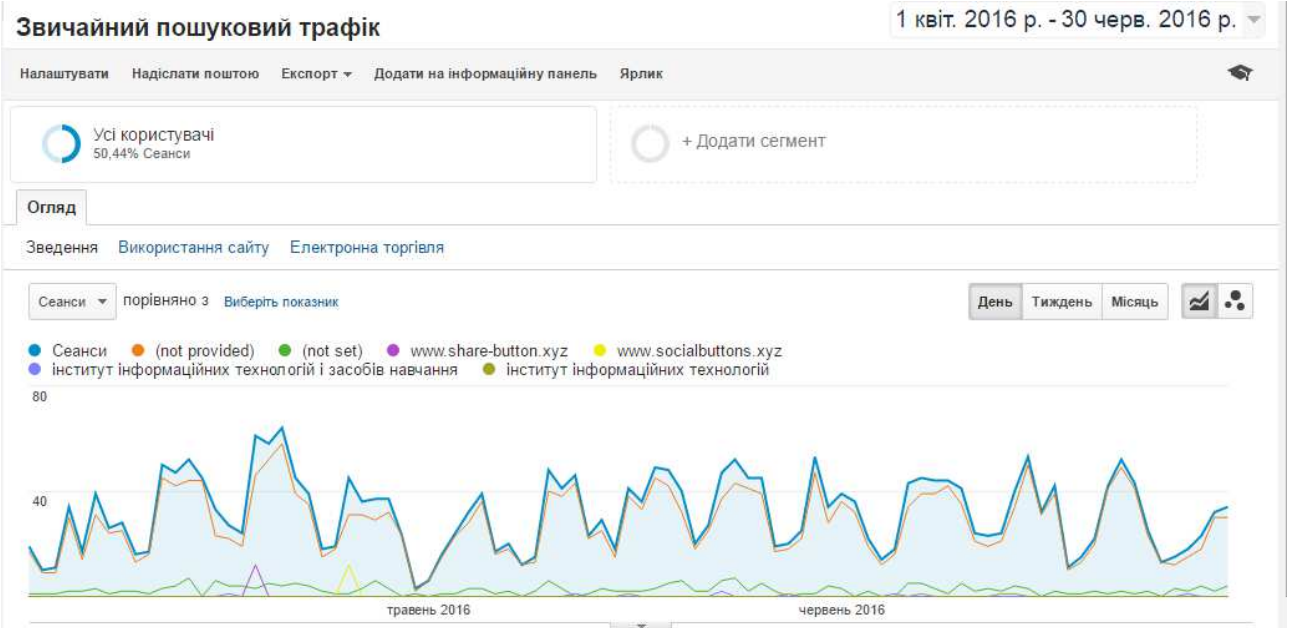 Звичайний пошуковий трафік
1 квіт. 2016 р. - 30 черв. 2016 р.
Налаштувати Надіслати поштою Експорт Додати на інформаційну панель Ярлик
Усі користувачі
50,44% Сеанси
+ Додати сегмент
Огляд
Зведення Використання сайту Електронна торгівля
Сеанси порівняно з Виберіть показник
День Тиждень Місяць
Сеанси (not provided) (not set) www.share-button.xyz www.socialbuttons.xyz
інститут інформаційних технологій і засобів навчання інститут інформаційних технологій
80
40
травень 2016 червень 2016